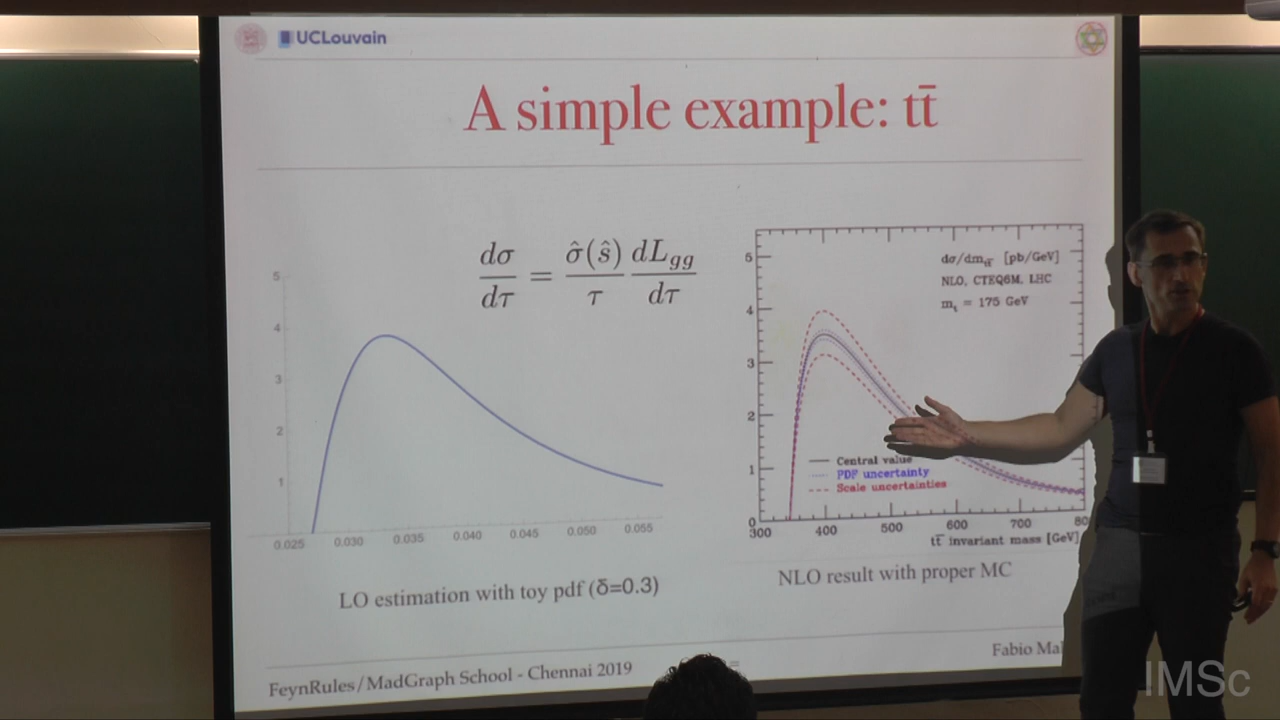 UCLouvain
A simple example: tt̄
dσ/dτ = σ̂(ŝ)/τ dL_gg/dτ
5
4
3
2
1
0.025 0.030 0.035 0.040 0.045 0.050 0.055
LO estimation with toy pdf (δ=0.3)
dσ/dm_tt̄ [pb/GeV]
NLO, CTEQ6M, LHC
m_t = 175 GeV
5
4
3
2
1
0
Central value
PDF uncertainty
Scale uncertainties
300 400 500 600 700 80
tt̄ invariant mass [GeV]
NLO result with proper MC
FeynRules/MadGraph School - Chennai 2019
Fabio Mal
IMSc